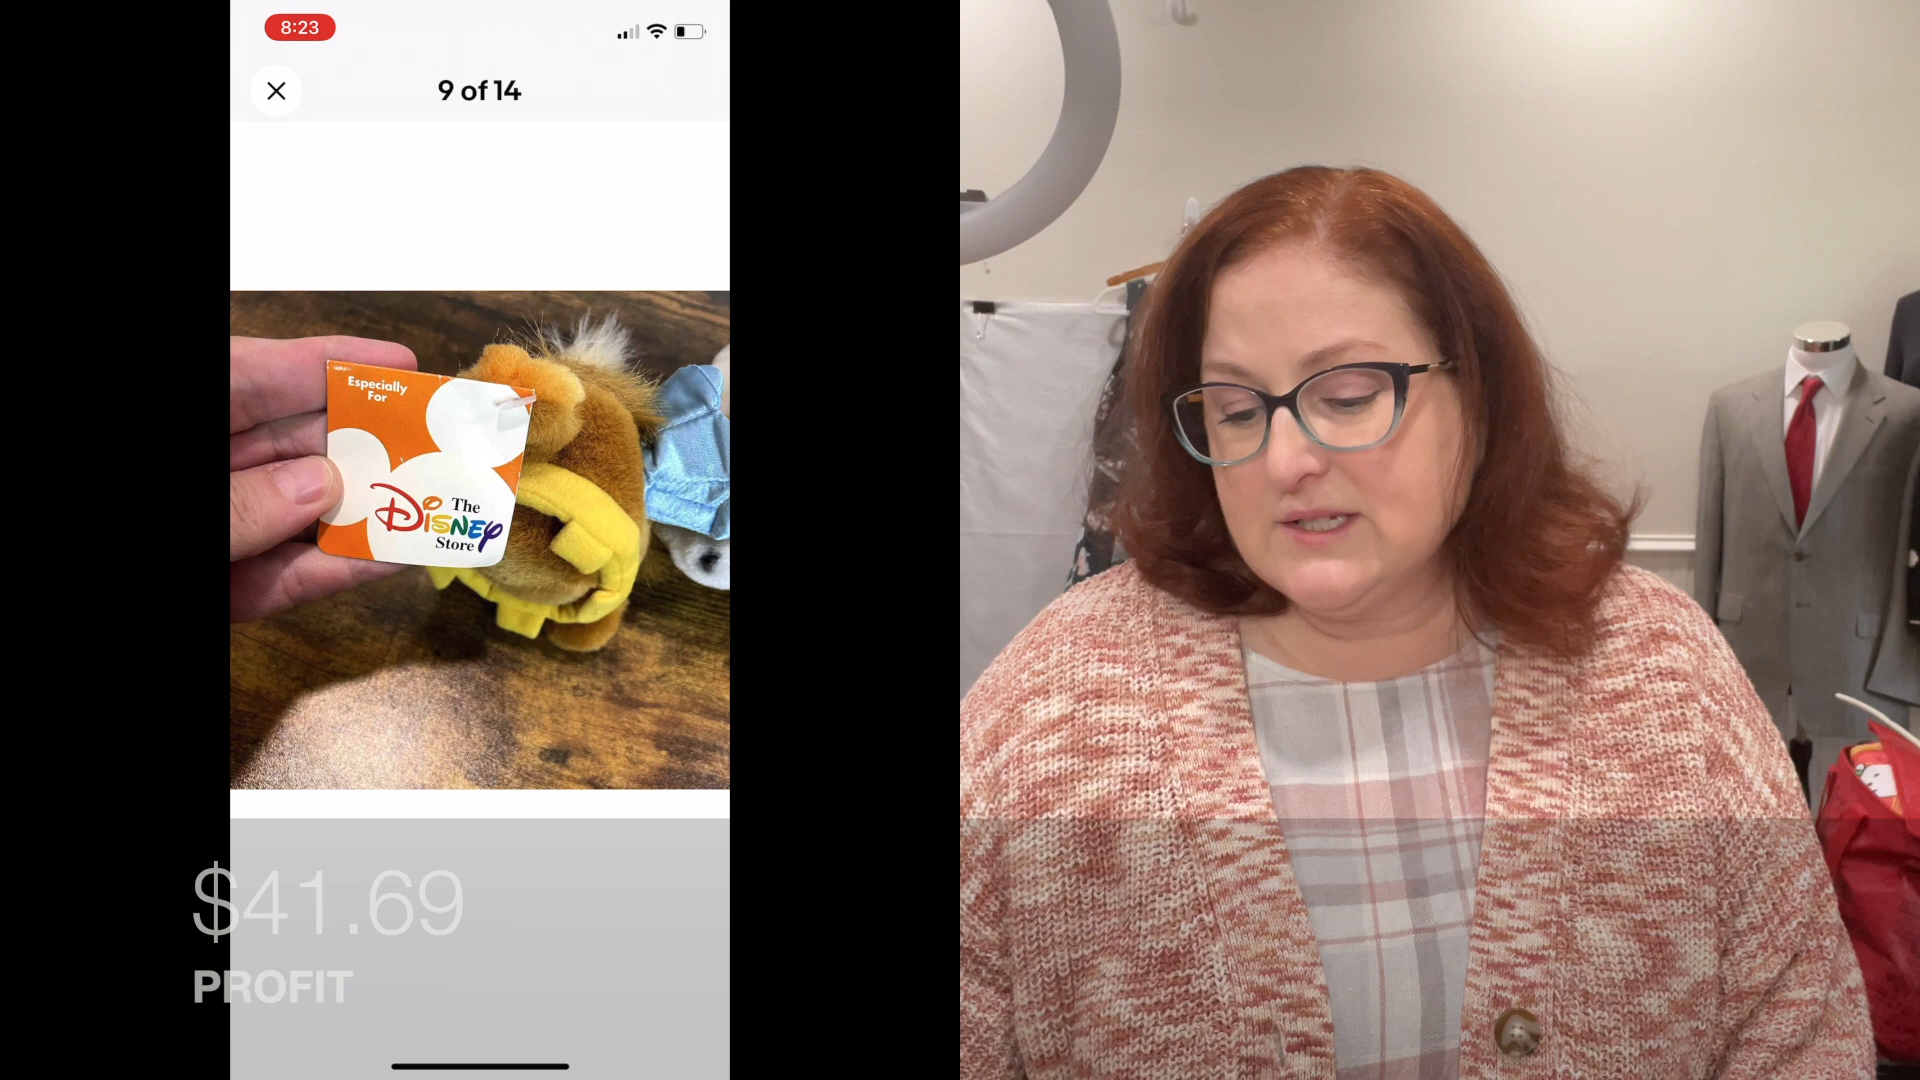 8:23
9 of 14
Especially
For
The
Disney
Store
$41.69
PROFIT